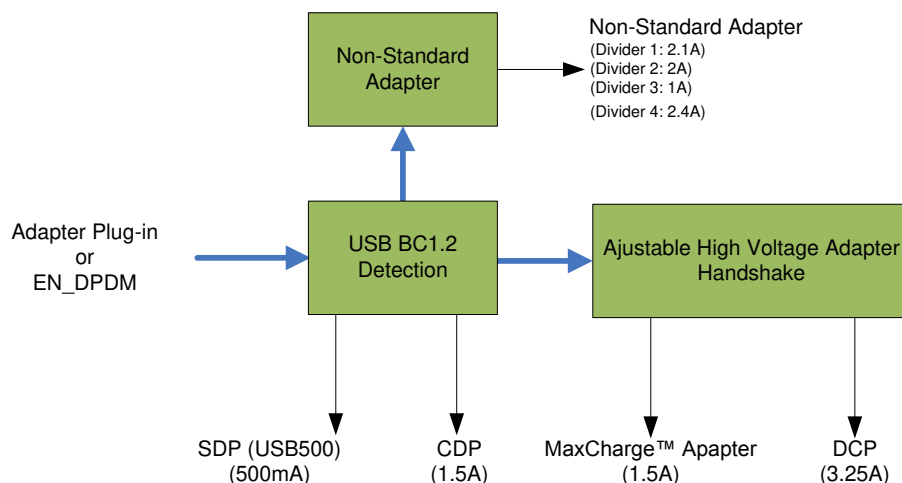 Non-Standard
Adapter
Non-Standard Adapter
(Divider 1: 2.1A)
(Divider 2: 2A)
(Divider 3: 1A)
(Divider 4: 2.4A)
Adapter Plug-in
or
EN_DPDM
USB BC1.2
Detection
Ajustable High Voltage Adapter
Handshake
SDP (USB500)
(500mA)
CDP
(1.5A)
MaxCharge™ Apapter
(1.5A)
DCP
(3.25A)